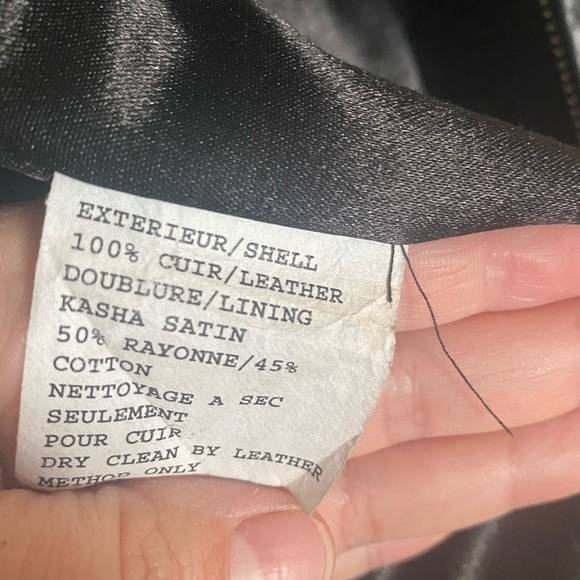 EXTERIEUR/SHELL
100% CUIR/LEATHER
DOUBLURE/LINING
KASHA SATIN
50% RAYONNE/45%
COTTON
NETTOYAGE A SEC
SEULEMENT
POUR CUIR
DRY CLEAN BY LEATHER
METHOD ONLY